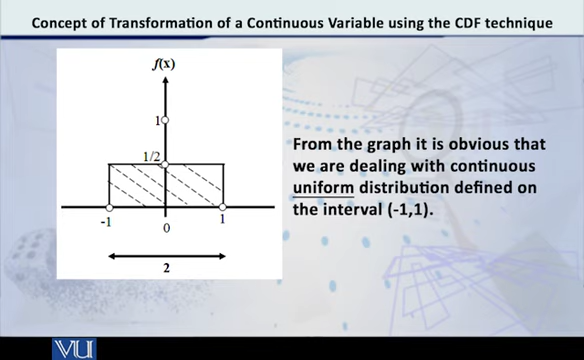 Concept of Transformation of a Continuous Variable using the CDF technique
f(x)
1
1/2
-1
0
1
2
From the graph it is obvious that
we are dealing with continuous
uniform distribution defined on
the interval (-1,1).
VU